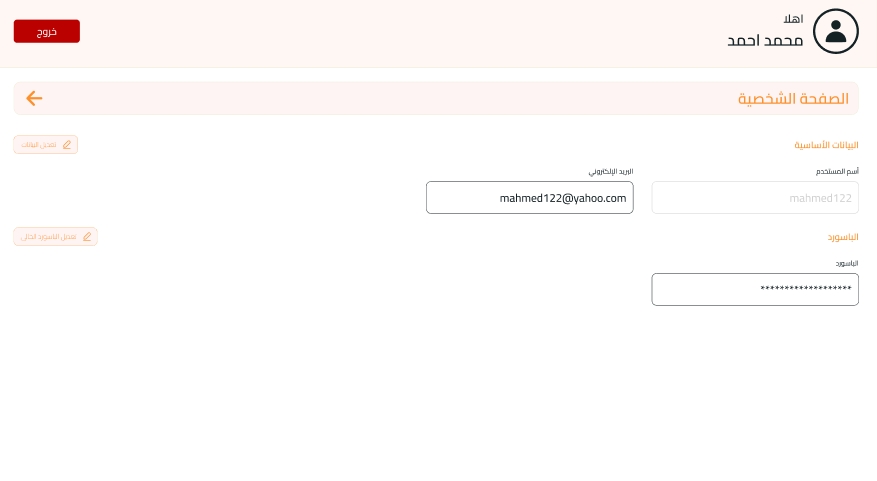 اهلا
محمد احمد
خروج
الصفحة الشخصية
البيانات الأساسية
تعديل البيانات
أسم المستخدم
البريد الإلكتروني
mahmed122
mahmed122@yahoo.com
الباسورد
تعديل الباسورد الحالي
الباسورد
*******************